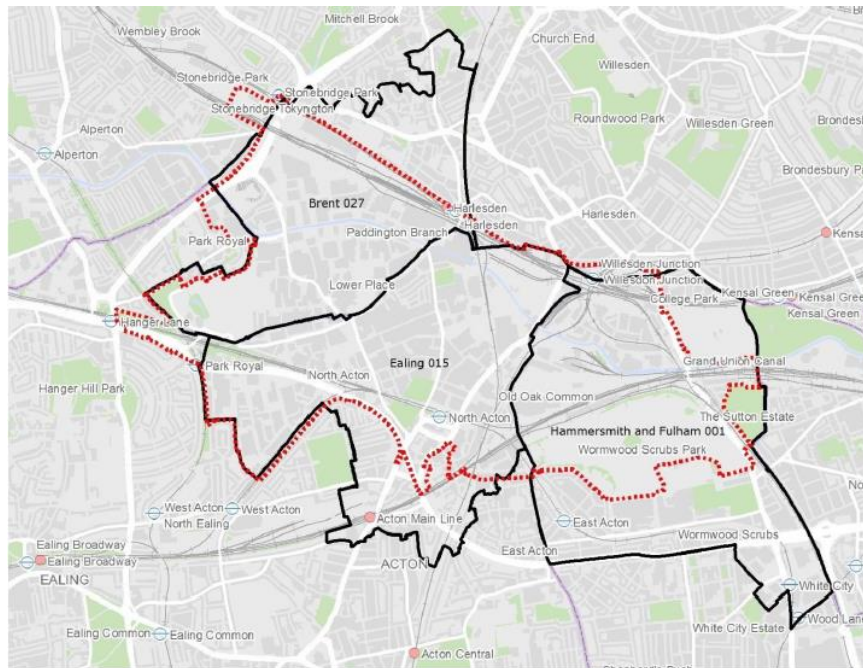 Mitchell Brook
Wembley Brook
Church End
Willesden
Stonebridge Park
Stonebridge Park
Stonebridge Tokyngton
Roundwood Park
Willesden Green
Brondes
Alperton
Alperton
Brondesbury Park
Brent 027
Harlesden
Harlesden
Harlesden
Park Royal
Paddington Branch
Kensal
Willesden Junction
Willesden Junction
Lower Place
College Park
Kensal Green
Kensal Green
Hanger Lane
Ealing 015
Grand Union Canal
Park Royal
North Acton
Hanger Hill Park
Old Oak Common
North Acton
The Sutton Estate
Hammersmith and Fulham 001
Wormwood Scrubs Park
West Acton
West Acton
North Ealing
Acton Main Line
East Acton
Wormwood Scrubs
Ealing Broadway
Ealing Broadway
East Acton
ACTON
EALING
White City
White City Estate
Wood Lane
Ealing Common
Ealing Common
Acton Central